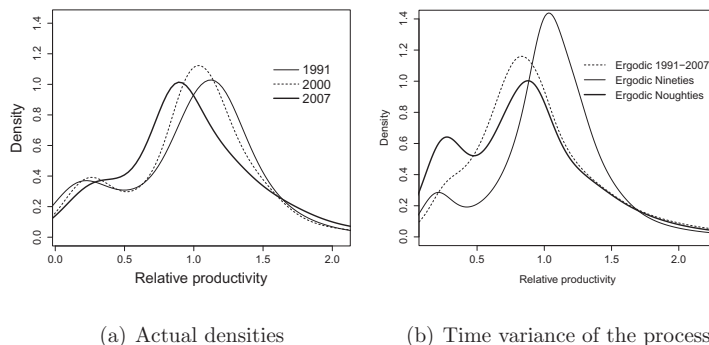 1991
2000
2007
Density
0.0 0.2 0.4 0.6 0.8 1.0 1.2 1.4
0.0 0.5 1.0 1.5 2.0
Relative productivity
(a) Actual densities
Ergodic 1991−2007
Ergodic Nineties
Ergodic Noughties
Density
0.0 0.2 0.4 0.6 0.8 1.0 1.2 1.4
0.5 1.0 1.5 2.0
Relative productivity
(b) Time variance of the process